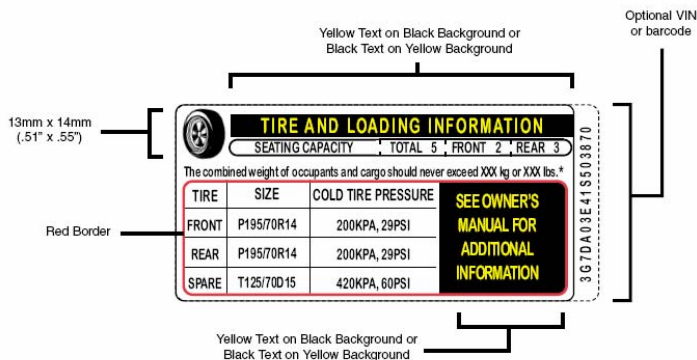 Optional VIN
or barcode
Yellow Text on Black Background or
Black Text on Yellow Background
13mm x 14mm
(.51" x .55")
TIRE AND LOADING INFORMATION
SEATING CAPACITY TOTAL 5 FRONT 2 REAR 3
The combined weight of occupants and cargo should never exceed XXX kg or XXX lbs.*
TIRE SIZE COLD TIRE PRESSURE
FRONT P195/70R14 200KPA, 29PSI
REAR P195/70R14 200KPA, 29PSI
SPARE T125/70D15 420KPA, 60PSI
SEE OWNER'S
MANUAL FOR
ADDITIONAL
INFORMATION
3G7DA03E41S503870
Red Border
Yellow Text on Black Background or
Black Text on Yellow Background